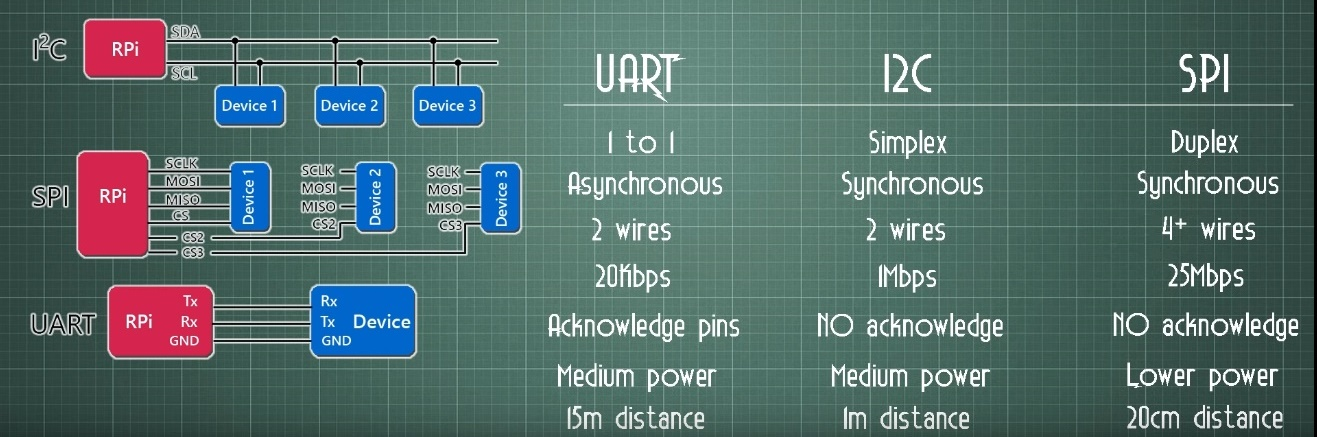 I²C
RPi
SDA
SCL
Device 1
Device 2
Device 3
SPI
RPi
SCLK
MOSI
MISO
CS
CS2
CS3
Device 1
SCLK
MOSI
MISO
CS2
Device 2
SCLK
MOSI
MISO
CS3
Device 3
UART
RPi
Tx
Rx
GND
Rx
Tx
GND
Device
UART I2C SPI
1 to 1 Simplex Duplex
Asynchronous Synchronous Synchronous
2 wires 2 wires 4+ wires
20Kbps 1Mbps 25Mbps
Acknowledge pins NO acknowledge NO acknowledge
Medium power Medium power Lower power
15m distance 1m distance 20cm distance